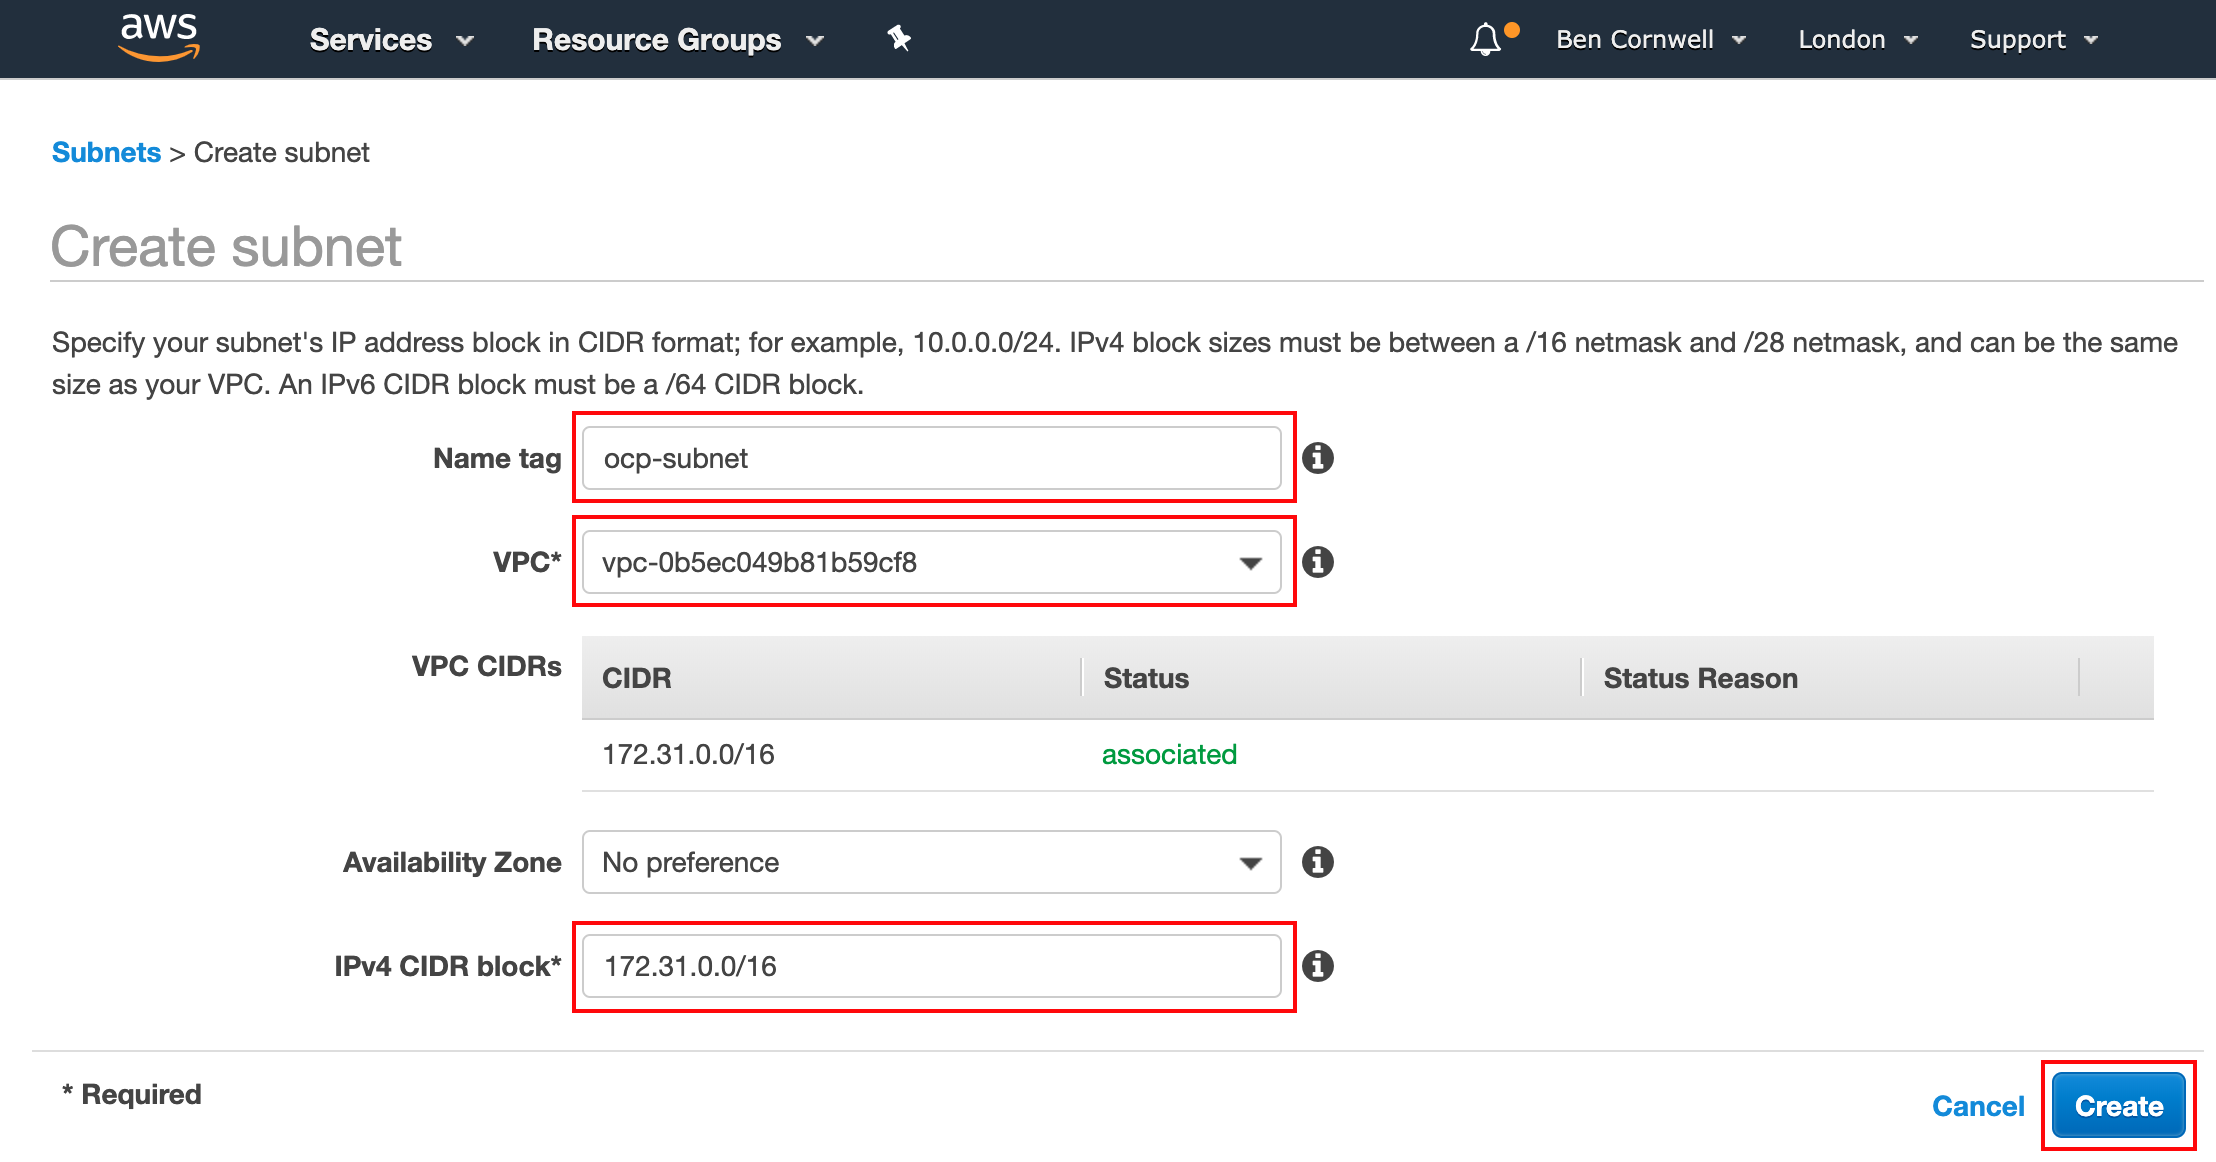 aws Services Resource Groups Ben Cornwell London Support
Subnets > Create subnet
Create subnet
Specify your subnet's IP address block in CIDR format; for example, 10.0.0.0/24. IPv4 block sizes must be between a /16 netmask and /28 netmask, and can be the same
size as your VPC. An IPv6 CIDR block must be a /64 CIDR block.
Name tag ocp-subnet
VPC* vpc-0b5ec049b81b59cf8
VPC CIDRs CIDR Status Status Reason
172.31.0.0/16 associated
Availability Zone No preference
IPv4 CIDR block* 172.31.0.0/16
* Required
Cancel Create